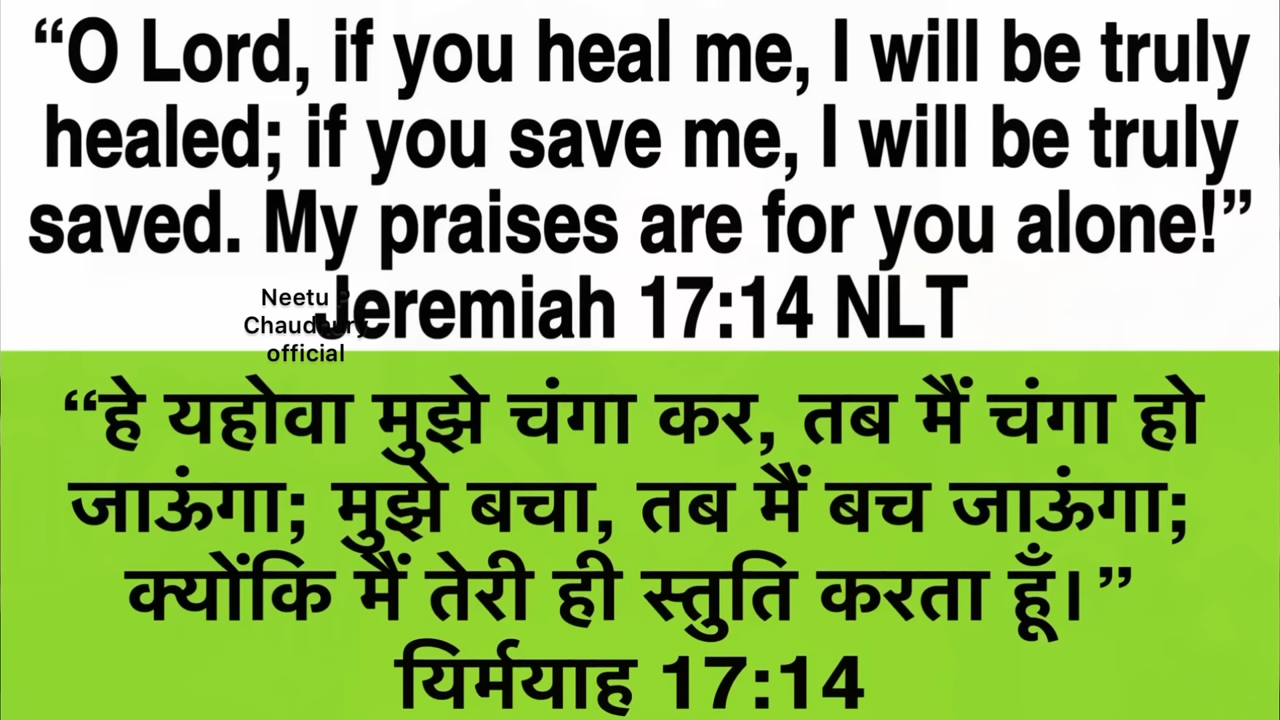 “O Lord, if you heal me, I will be truly
healed; if you save me, I will be truly
saved. My praises are for you alone!”
Jeremiah 17:14 NLT
Neetu
Chaudhury
official
“हे यहोवा मुझे चंगा कर, तब मैं चंगा हो
जाऊंगा; मुझे बचा, तब मैं बच जाऊंगा;
क्योंकि मैं तेरी ही स्तुति करता हूँ।”
यिर्मयाह 17:14